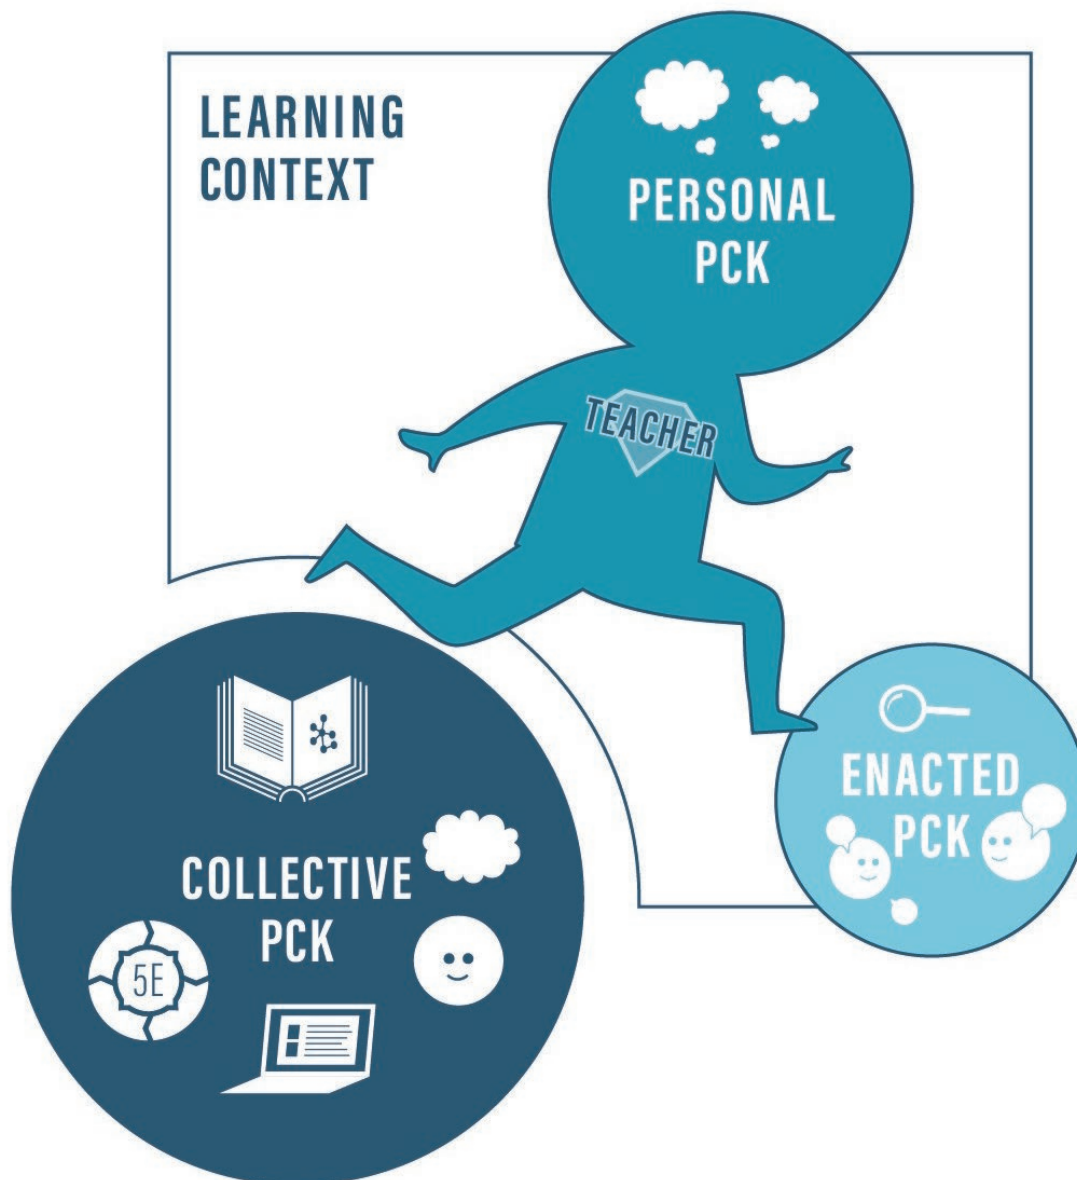 LEARNING
CONTEXT
PERSONAL
PCK
TEACHER
ENACTED
PCK
COLLECTIVE
PCK
5E